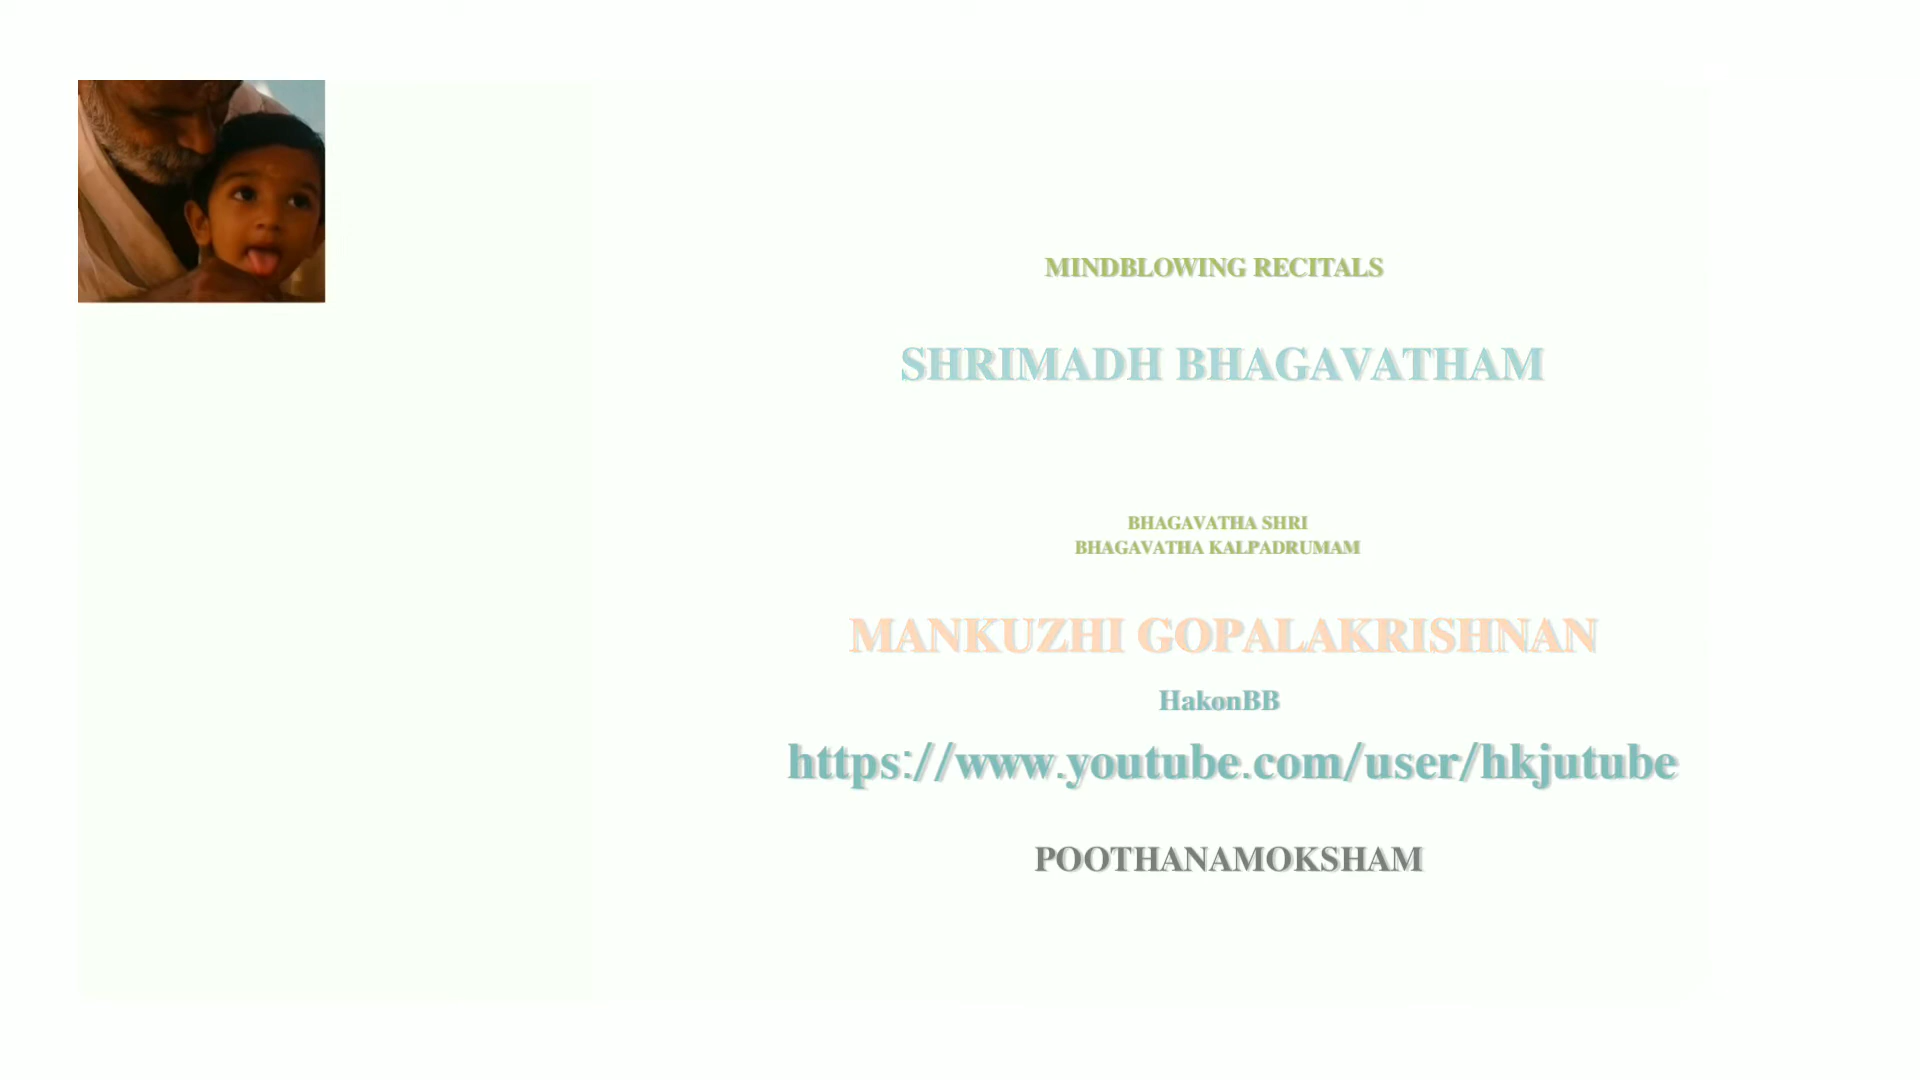 MINDBLOWING RECITALS
SHRIMADH BHAGAVATHAM
BHAGAVATHA SHRI
BHAGAVATHA KALPADRUMAM
MANKUZHI GOPALAKRISHNAN
HakonBB
https://www.youtube.com/user/hkjutube
POOTHANAMOKSHAM